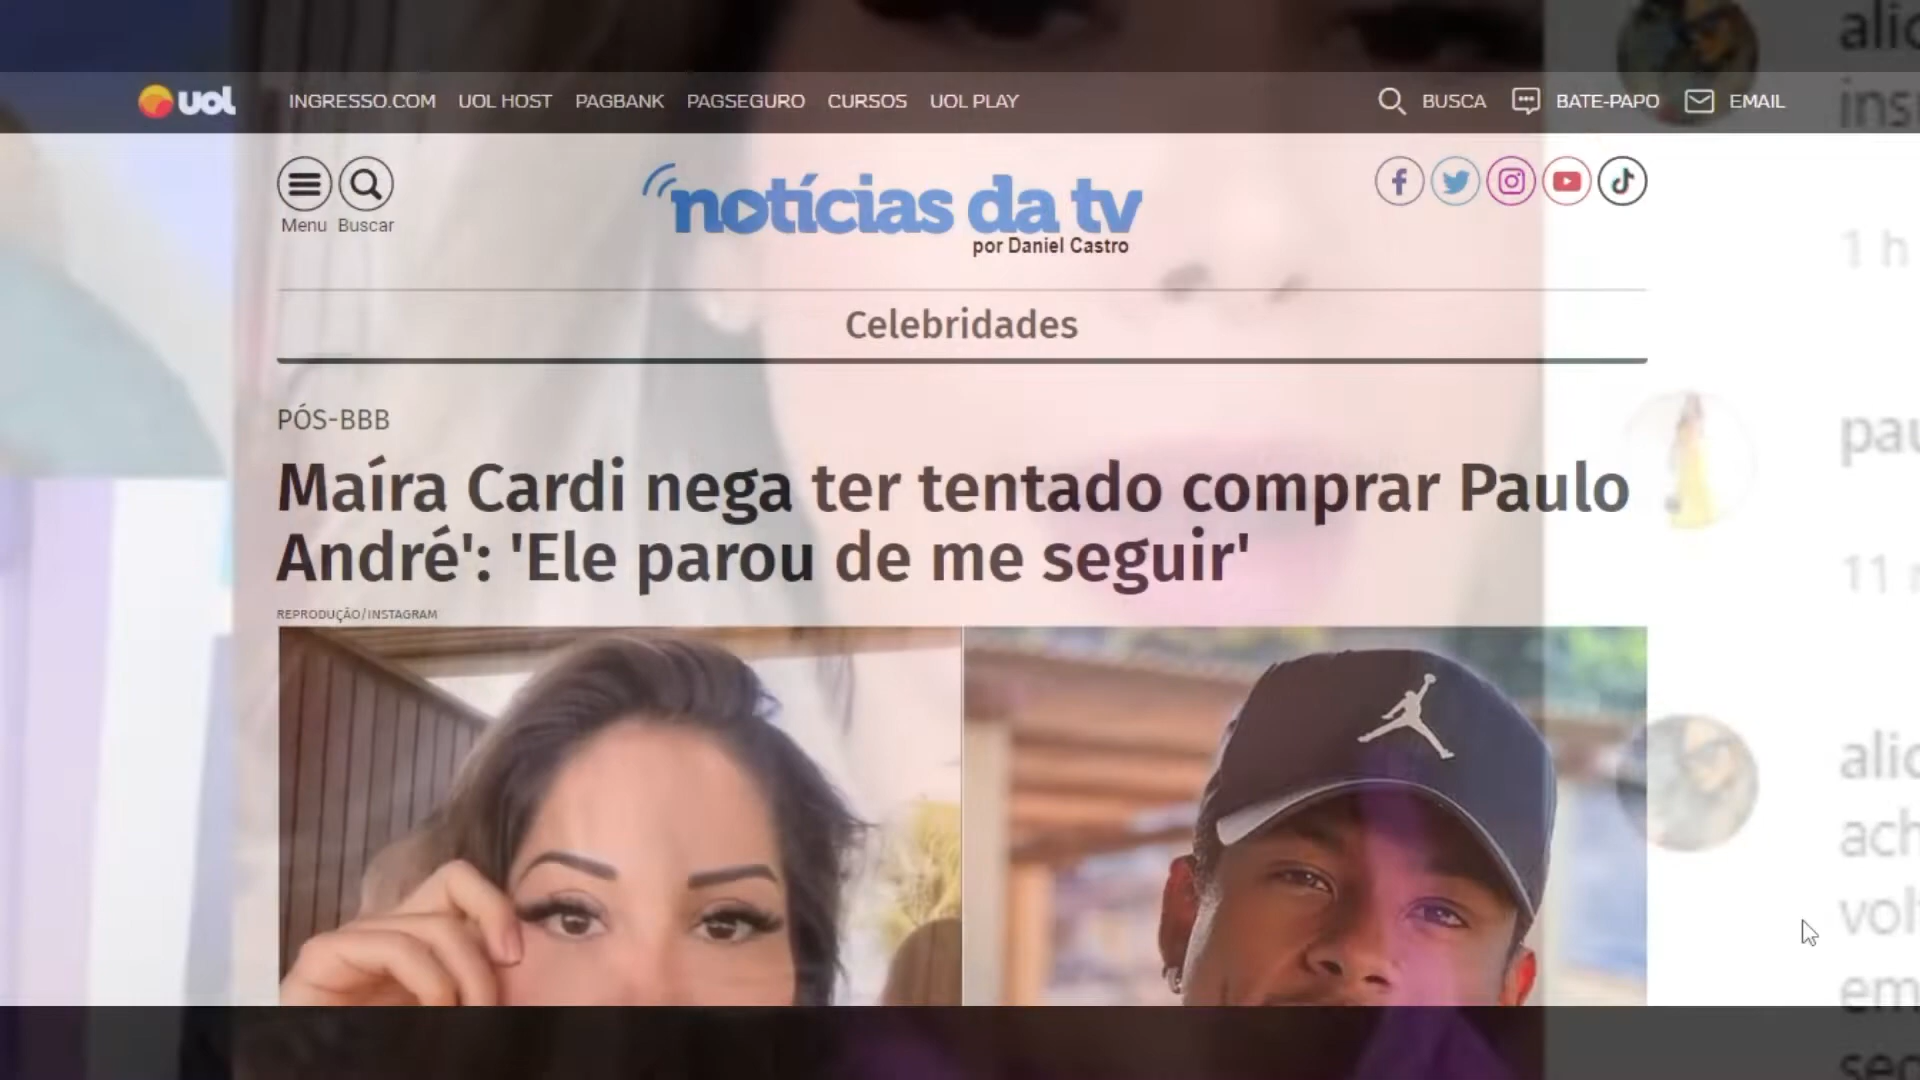 uol INGRESSO.COM UOL HOST PAGBANK PAGSEGURO CURSOS UOL PLAY BUSCA BATE-PAPO EMAIL
Menu Buscar
notícias da tv
por Daniel Castro
Celebridades
PÓS-BBB
Maíra Cardi nega ter tentado comprar Paulo
André': 'Ele parou de me seguir'
REPRODUÇÃO/INSTAGRAM
1 h
11